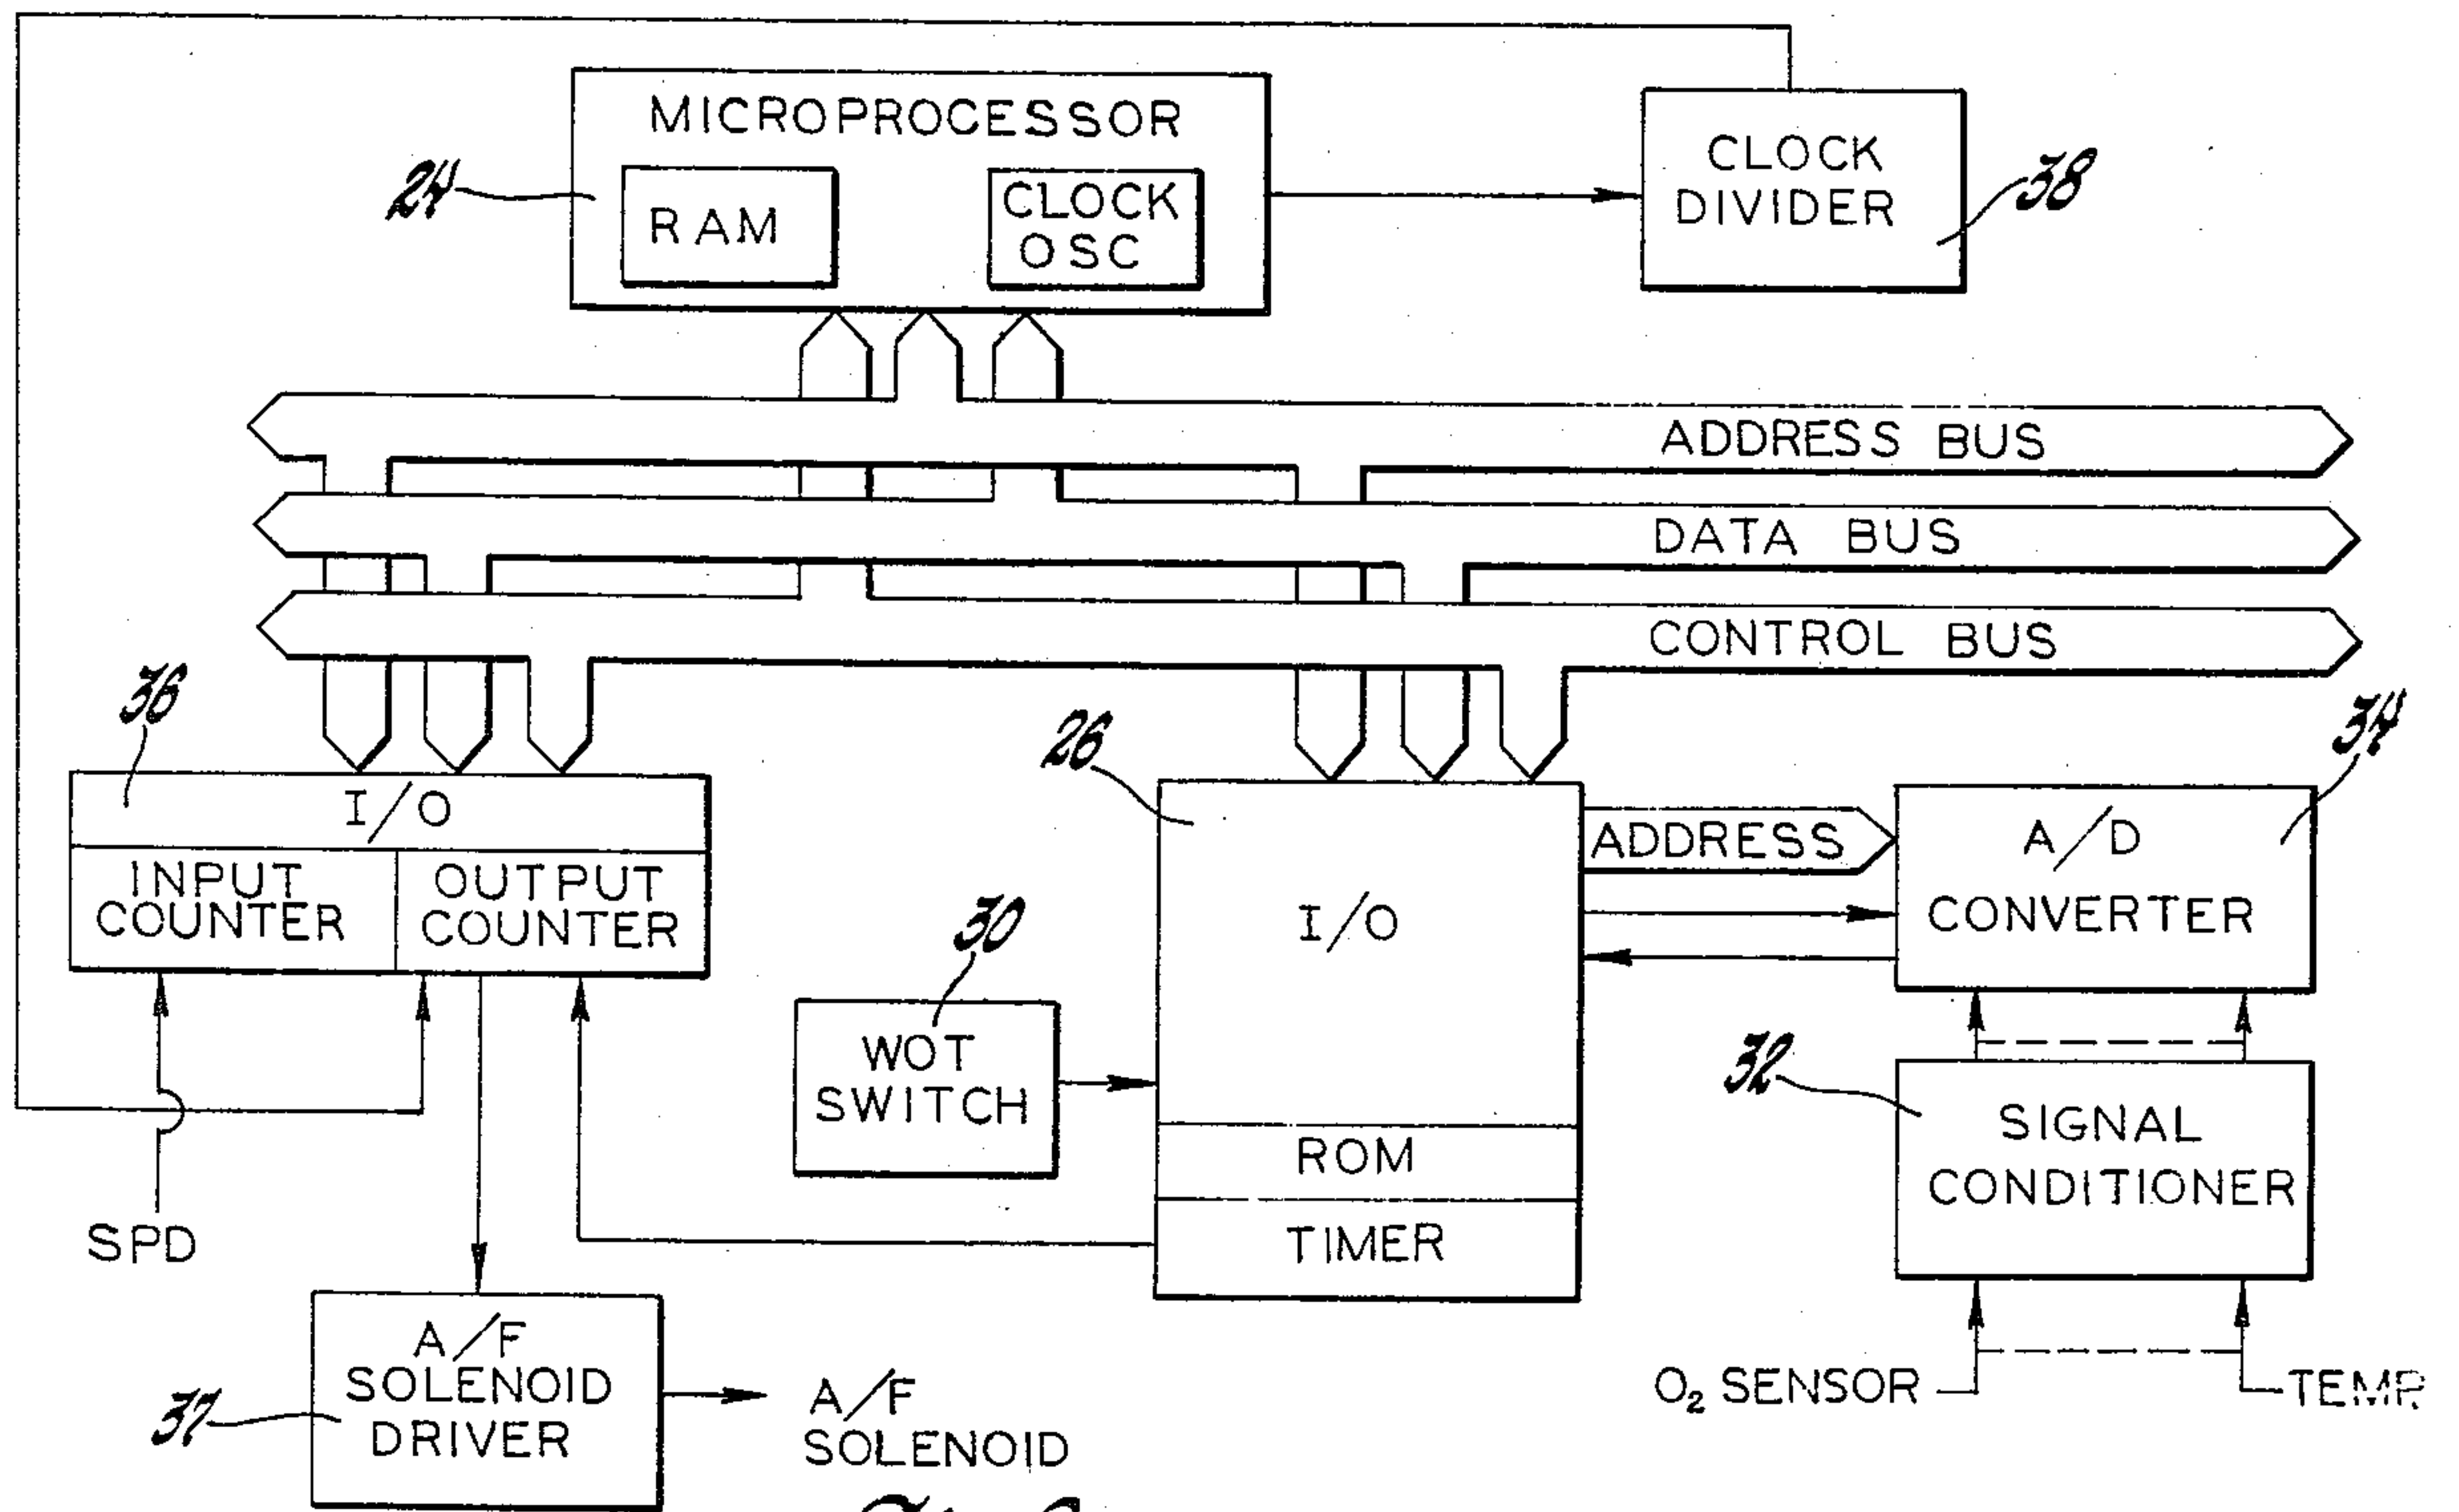 MICROPROCESSOR
24
RAM
CLOCK
OSC
CLOCK
DIVIDER
38
ADDRESS BUS
DATA BUS
CONTROL BUS
36
I/O
INPUT
COUNTER
OUTPUT
COUNTER
26
I/O
ROM
TIMER
ADDRESS
34
A/D
CONVERTER
30
WOT
SWITCH
32
SIGNAL
CONDITIONER
SPD
37
A/F
SOLENOID
DRIVER
A/F
SOLENOID
O₂ SENSOR
TEMP.